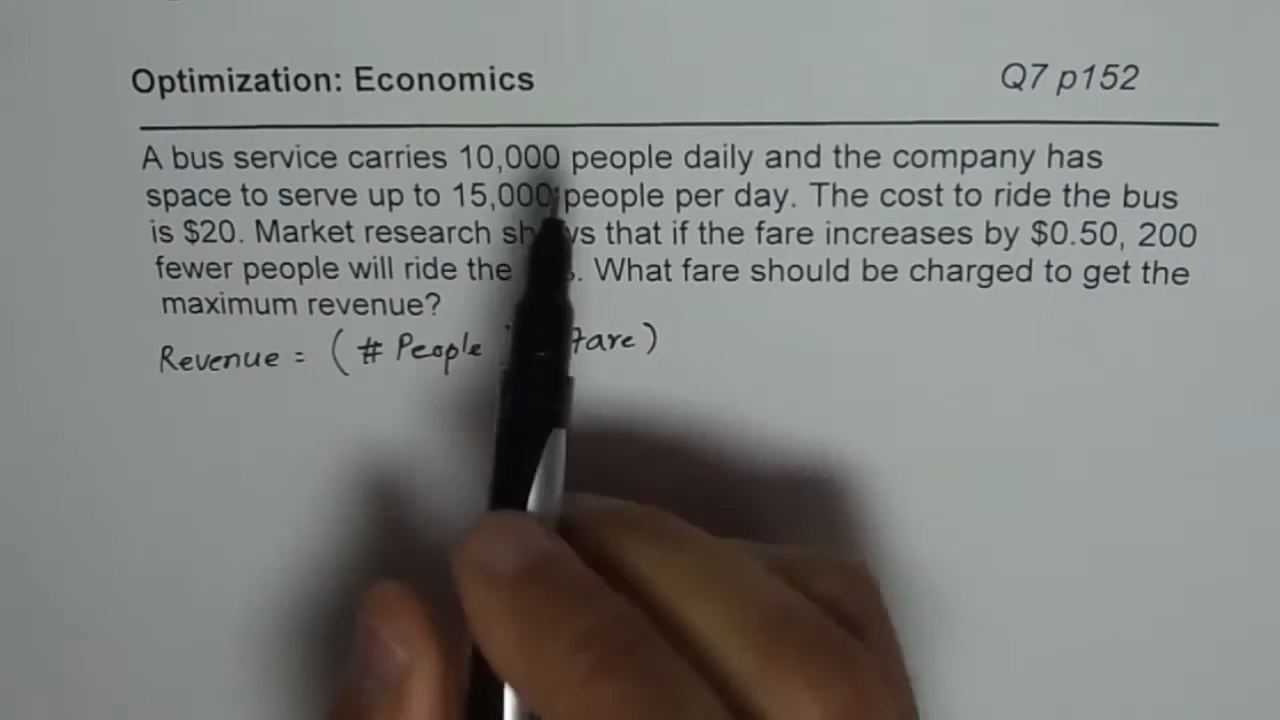 Optimization: Economics Q7 p152
A bus service carries 10,000 people daily and the company has
space to serve up to 15,000 people per day. The cost to ride the bus
is $20. Market research that if the fare increases by $0.50, 200
fewer people will ride the What fare should be charged to get the
maximum revenue?
Revenue = ( # People fare )